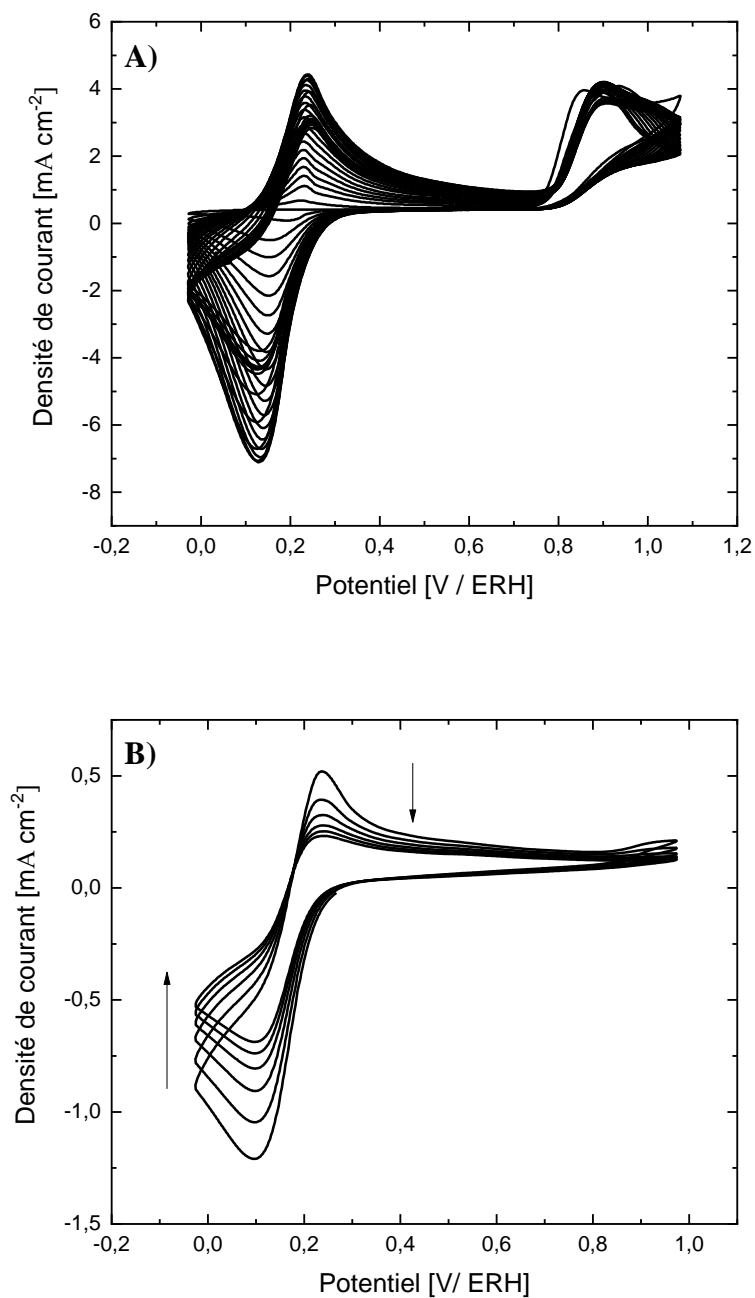 A)
6
4
2
0
-2
-4
-6
-8
-0,2 0,0 0,2 0,4 0,6 0,8 1,0 1,2
Densité de courant [mA cm-2]
Potentiel [V / ERH]
B)
0,5
0,0
-0,5
-1,0
-1,5
-0,2 0,0 0,2 0,4 0,6 0,8 1,0
Densité de courant [mA cm-2]
Potentiel [V/ ERH]